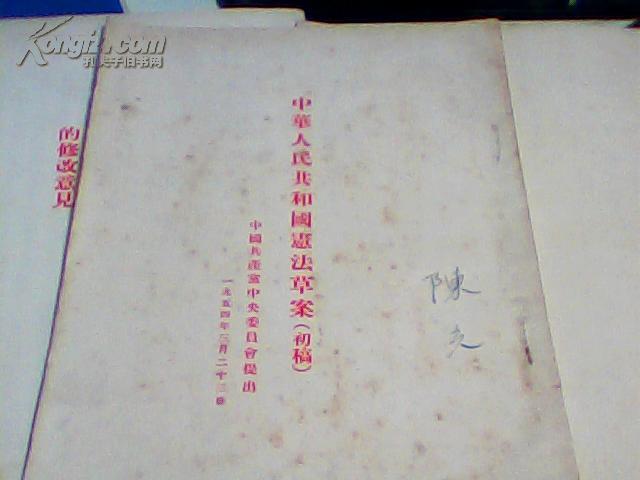 Kongfz.com
孔夫子旧书网
中華人民共和國憲法草案(初稿)
中國共產黨中央委員會提出
一九五四年三月二十三日
陳
的修改意見